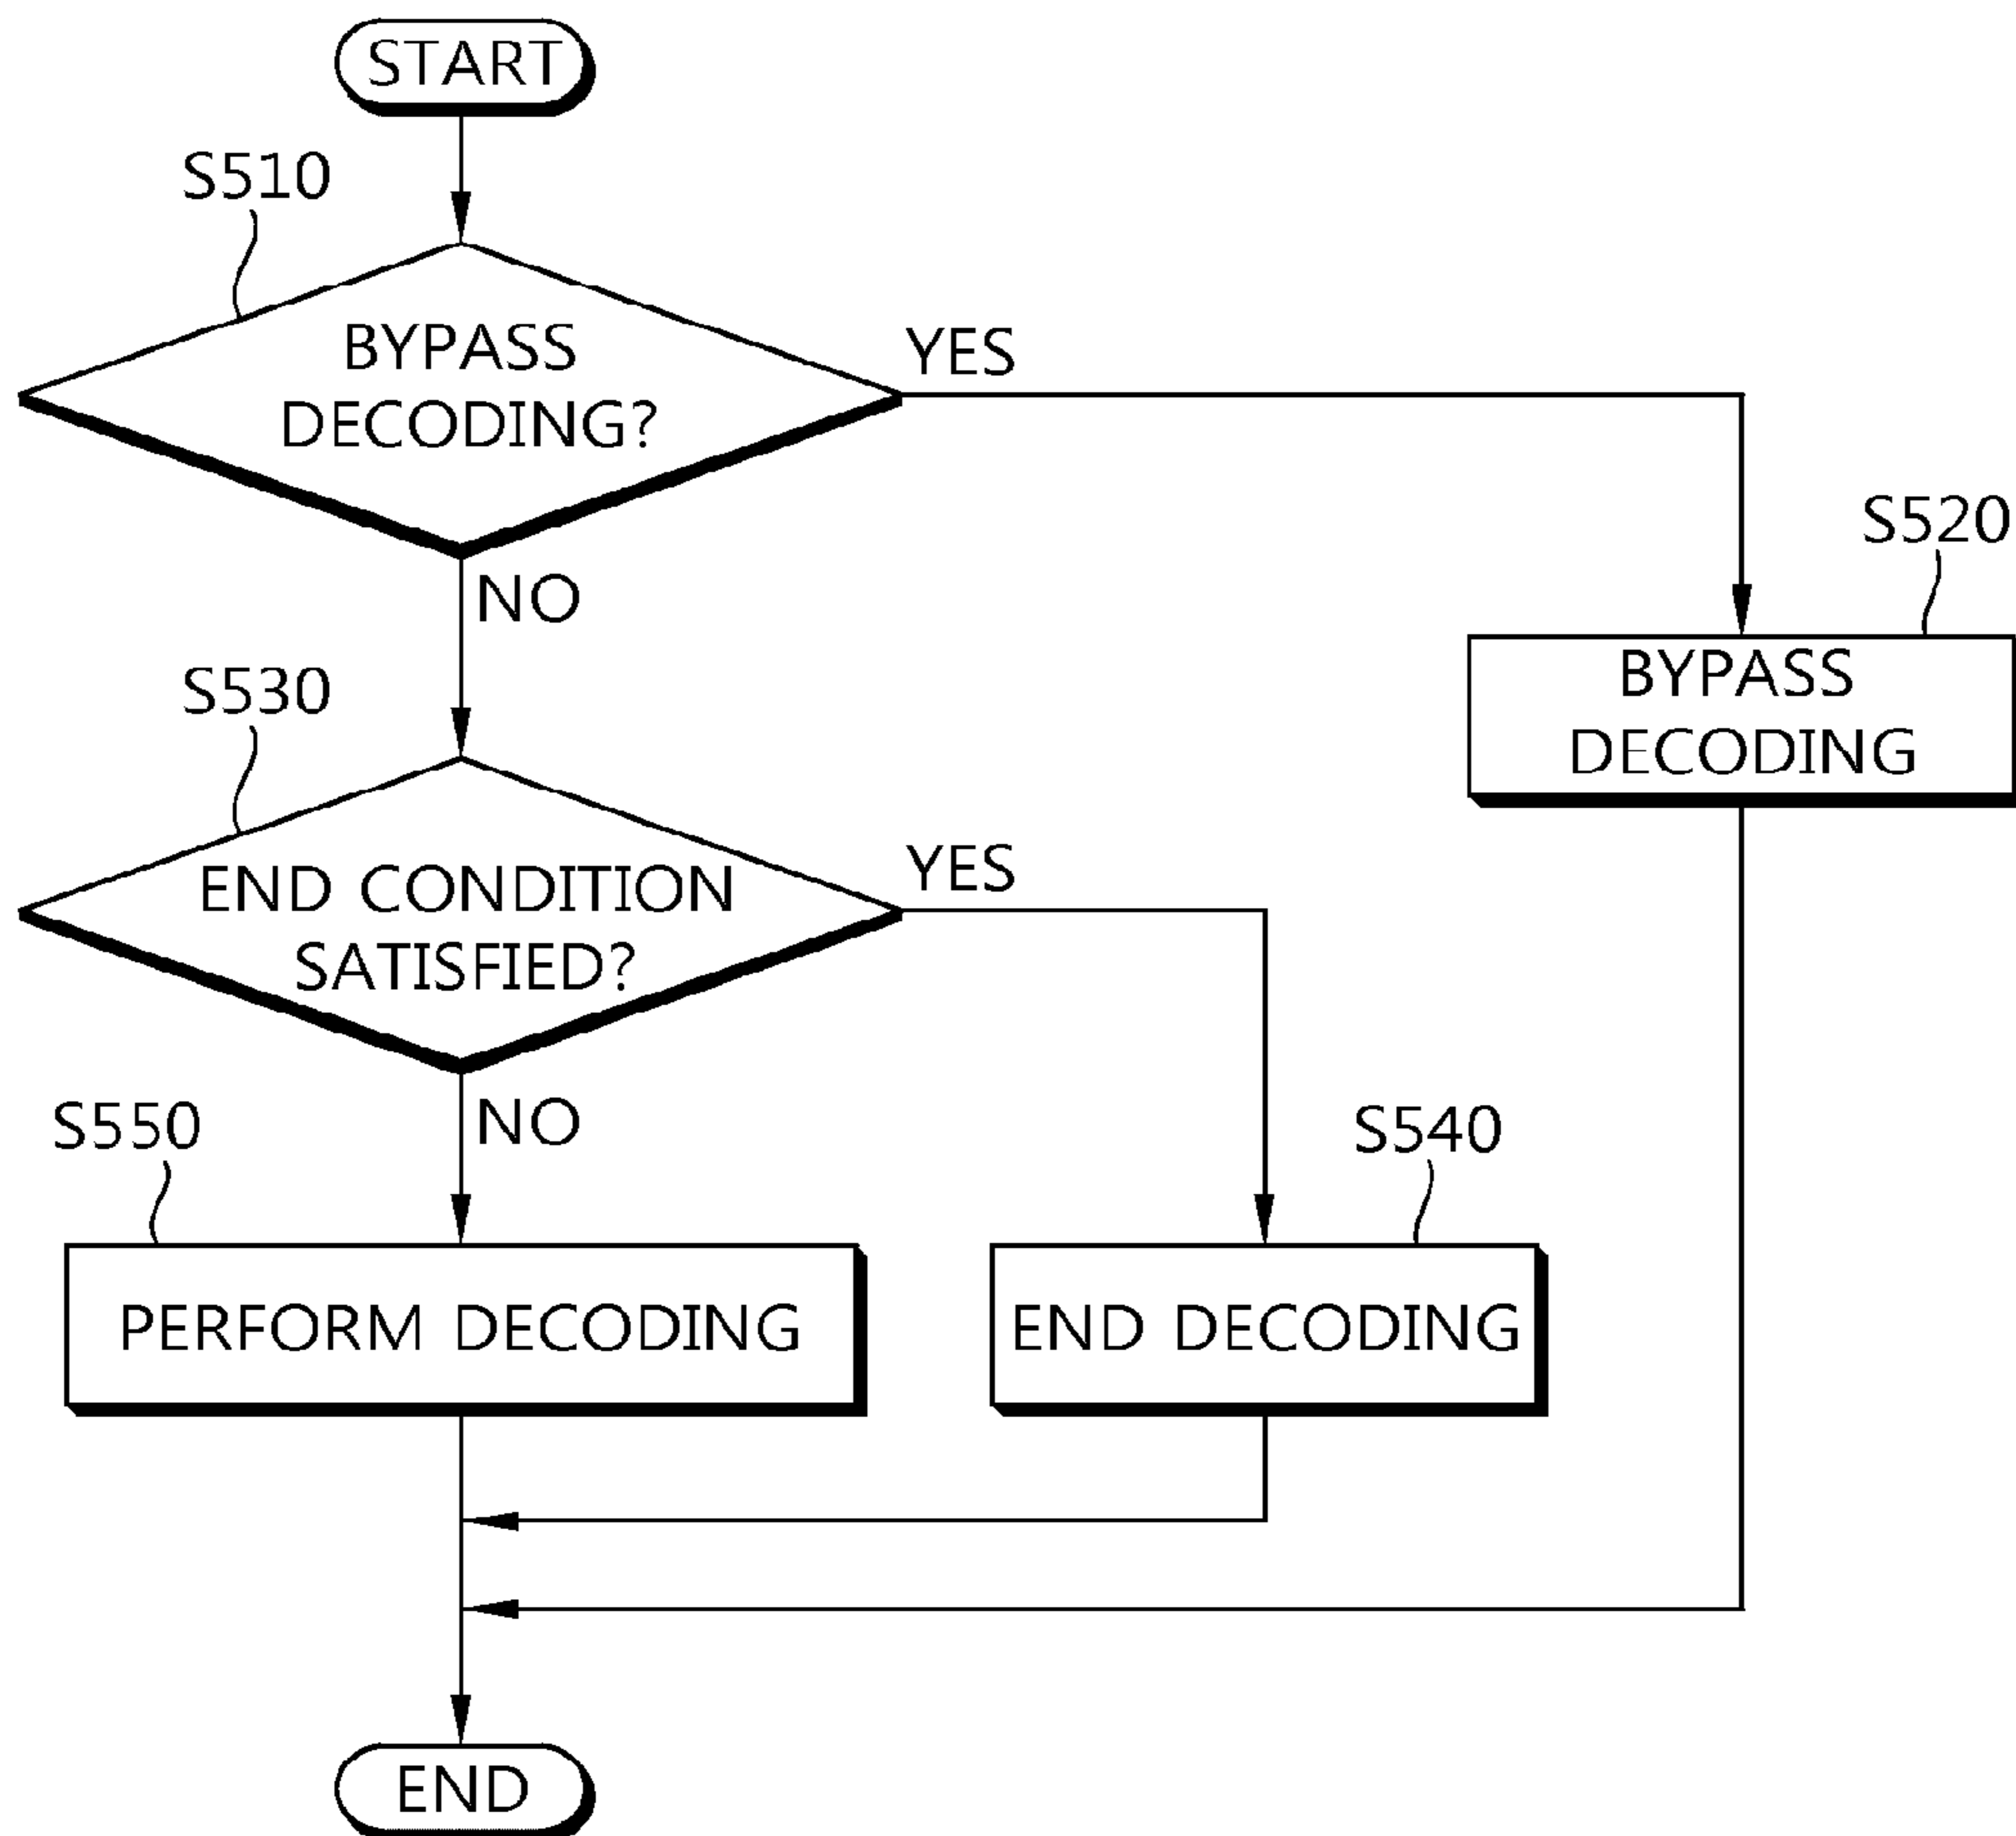 START
S510
BYPASS
DECODING?
YES
NO
S520
BYPASS
DECODING
S530
END CONDITION
SATISFIED?
YES
NO
S550
PERFORM DECODING
S540
END DECODING
END